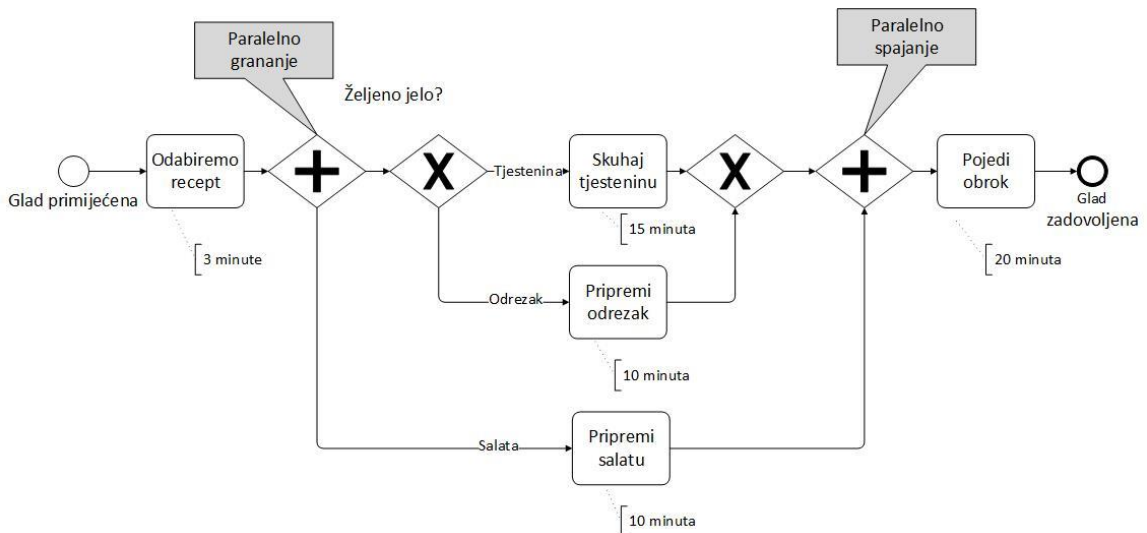 Paralelno
grananje
Paralelno
spajanje
Željeno jelo?
Odabiremo
recept
Glad primijećena
3 minute
Tjestenina
Skuhaj
tjesteninu
15 minuta
Pojedi
obrok
20 minuta
Glad
zadovoljena
Odrezak
Pripremi
odrezak
10 minuta
Salata
Pripremi
salatu
10 minuta